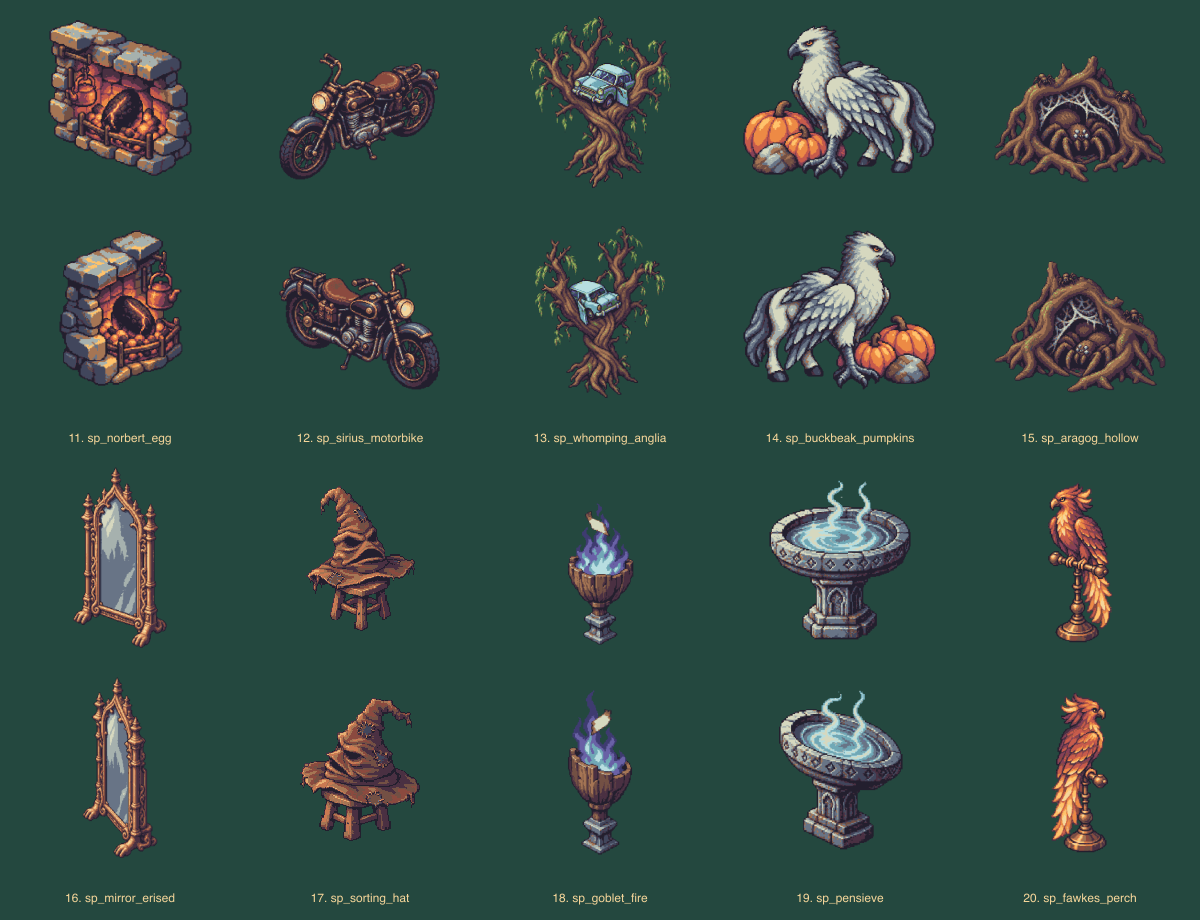 11. sp_norbert_egg
12. sp_sirius_motorbike
13. sp_whomping_anglia
14. sp_buckbeak_pumpkins
15. sp_aragog_hollow
16. sp_mirror_erised
17. sp_sorting_hat
18. sp_goblet_fire
19. sp_pensieve
20. sp_fawkes_perch